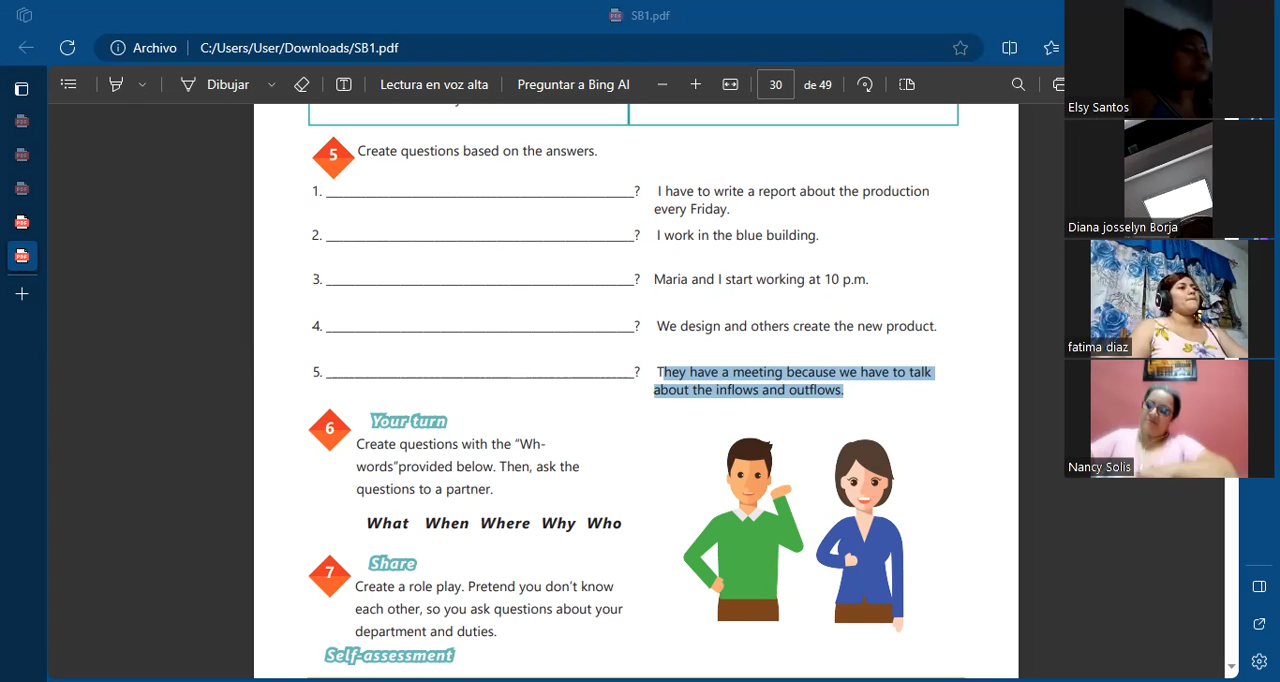 SB1.pdf
Archivo
C:/Users/User/Downloads/SB1.pdf
Dibujar
Lectura en voz alta
Preguntar a Bing AI
30
de 49
5
Create questions based on the answers.
1. ? I have to write a report about the production
every Friday.
2. ? I work in the blue building.
3. ? Maria and I start working at 10 p.m.
4. ? We design and others create the new product.
5. ? They have a meeting because we have to talk
about the inflows and outflows.
6
Your turn
Create questions with the "Wh-
words"provided below. Then, ask the
questions to a partner.
What When Where Why Who
7
Share
Create a role play. Pretend you don't know
each other, so you ask questions about your
department and duties.
Self-assessment
Elsy Santos
Diana josselyn Borja
fatima diaz
Nancy Solis